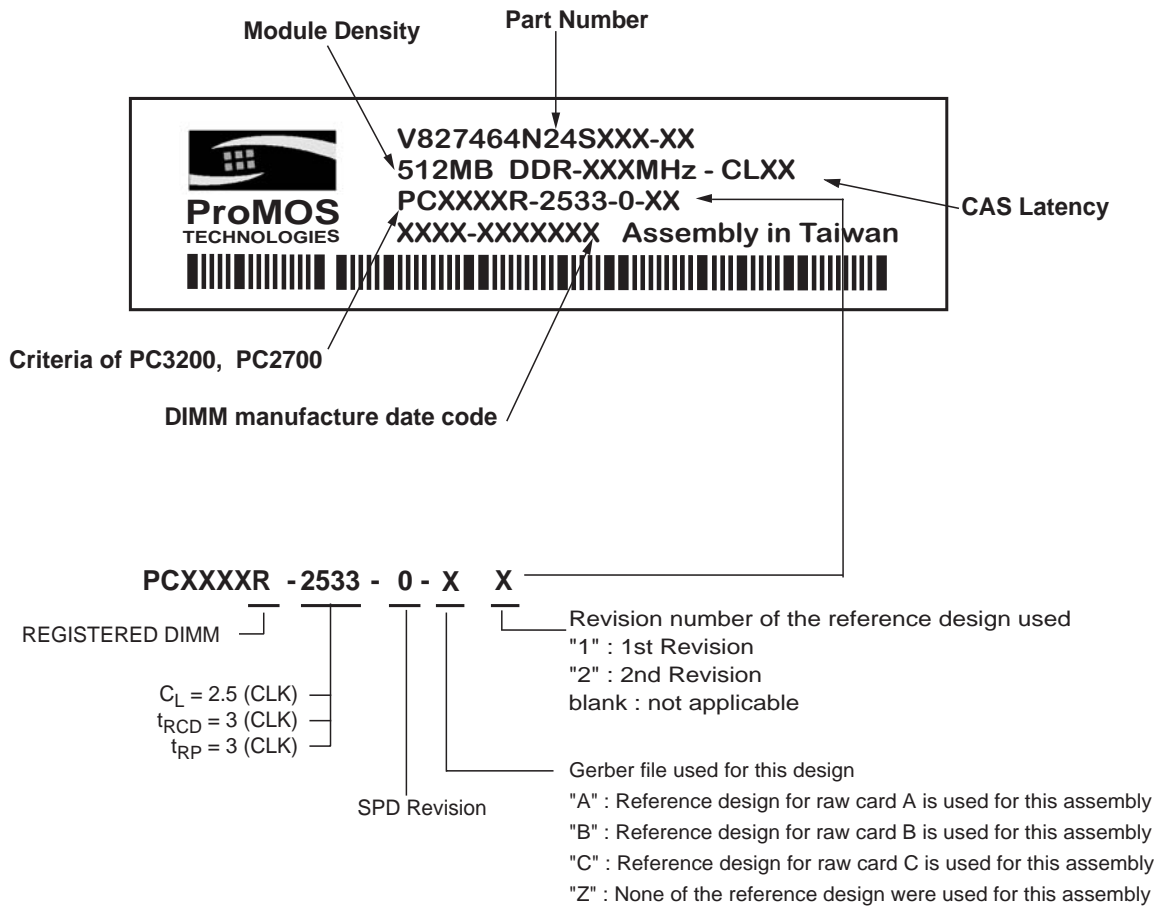 Module Density
Part Number
V827464N24SXXX-XX
512MB DDR-XXXMHz - CLXX
PCXXXXR-2533-0-XX
XXXX-XXXXXXX Assembly in Taiwan
ProMOS
TECHNOLOGIES
CAS Latency
Criteria of PC3200, PC2700
DIMM manufacture date code
PCXXXXR - 2533 - 0 - X X
REGISTERED DIMM
CL = 2.5 (CLK)
tRCD = 3 (CLK)
tRP = 3 (CLK)
SPD Revision
Revision number of the reference design used
"1" : 1st Revision
"2" : 2nd Revision
blank : not applicable
Gerber file used for this design
"A" : Reference design for raw card A is used for this assembly
"B" : Reference design for raw card B is used for this assembly
"C" : Reference design for raw card C is used for this assembly
"Z" : None of the reference design were used for this assembly